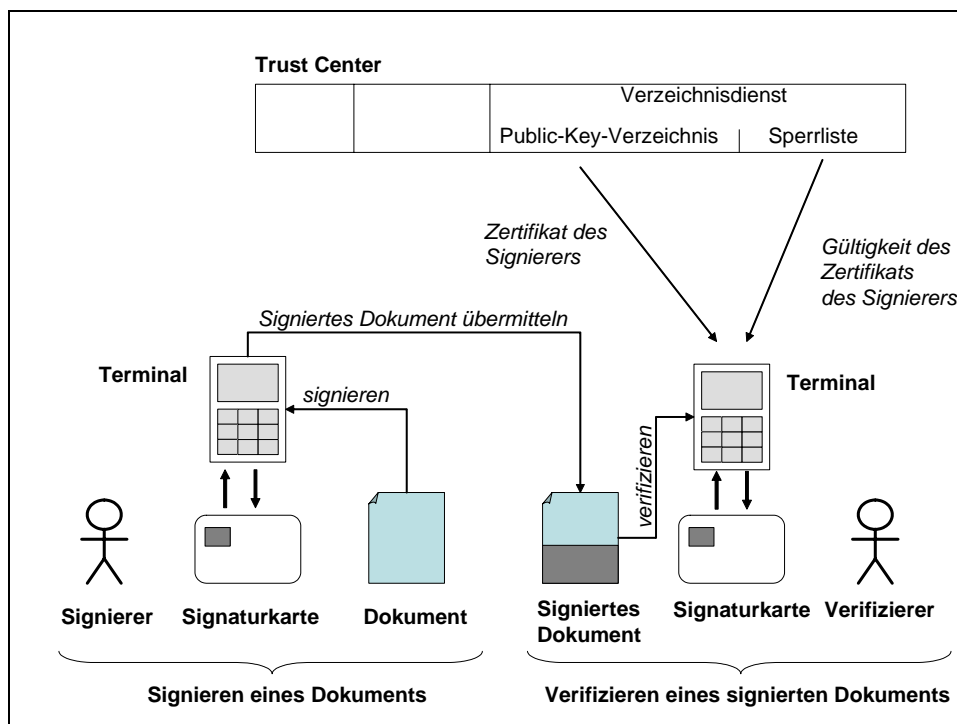 Trust Center
Verzeichnisdienst
Public-Key-Verzeichnis
Sperrliste
Zertifikat des
Signierers
Gültigkeit des
Zertifikats
des Signierers
Signiertes Dokument übermitteln
Terminal
signieren
Terminal
verifizieren
Signierer
Signaturkarte
Dokument
Signiertes
Dokument
Signaturkarte
Verifizierer
Signieren eines Dokuments
Verifizieren eines signierten Dokuments